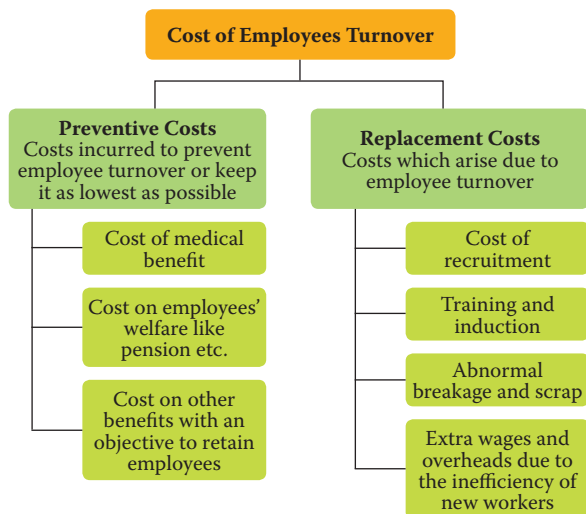 Cost of Employees Turnover
Preventive Costs
Costs incurred to prevent
employee turnover or keep
it as lowest as possible
Cost of medical
benefit
Cost on employees’
welfare like
pension etc.
Cost on other
benefits with an
objective to retain
employees
Replacement Costs
Costs which arise due to
employee turnover
Cost of
recruitment
Training and
induction
Abnormal
breakage and scrap
Extra wages and
overheads due to
the inefficiency of
new workers